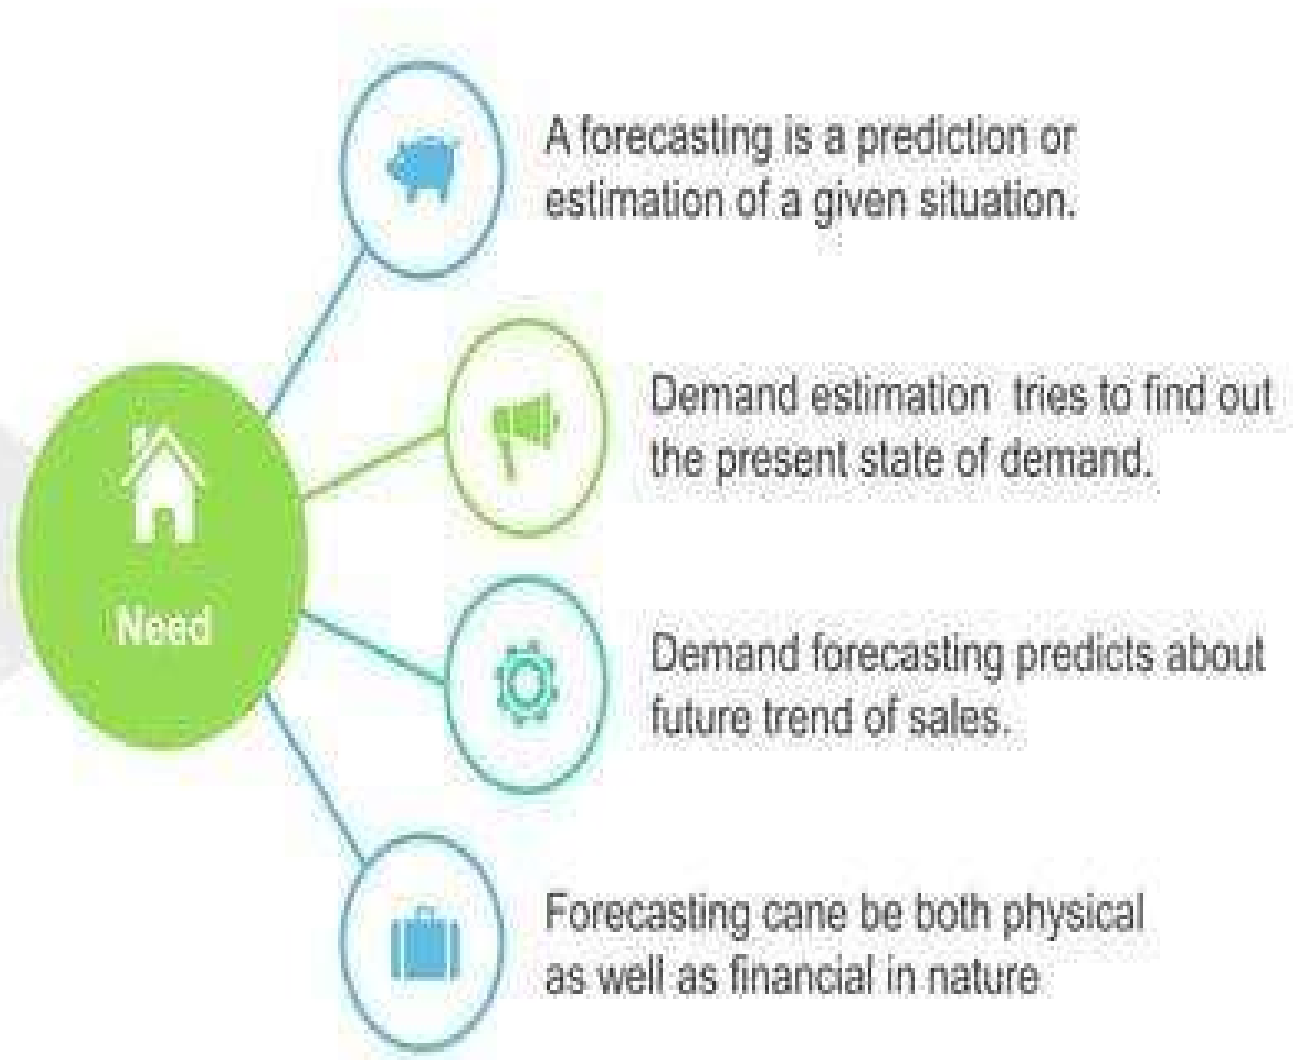 A forecasting is a prediction or
estimation of a given situation.
Demand estimation tries to find out
the present state of demand.
Need
Demand forecasting predicts about
future trend of sales.
Forecasting cane be both physical
as well as financial in nature